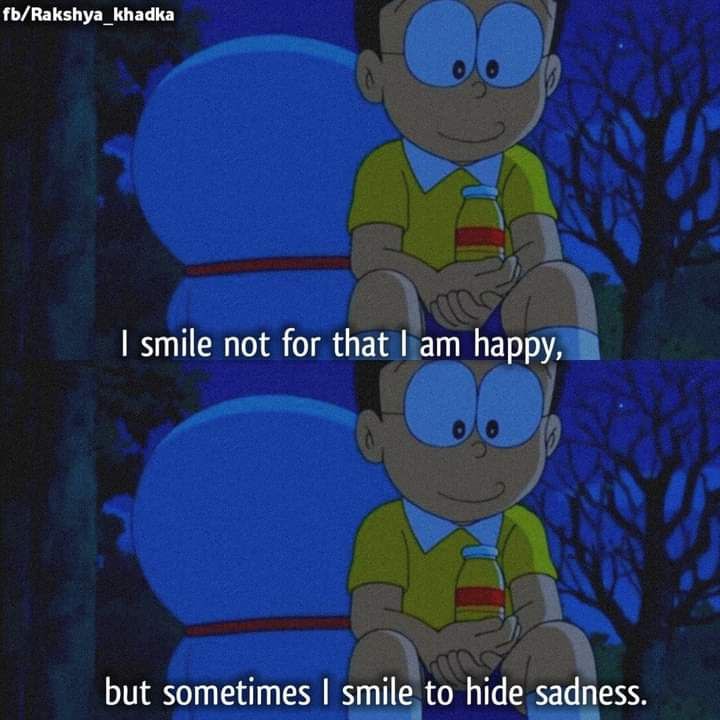 fb/Rakshya_khadka
I smile not for that I am happy,
but sometimes I smile to hide sadness.